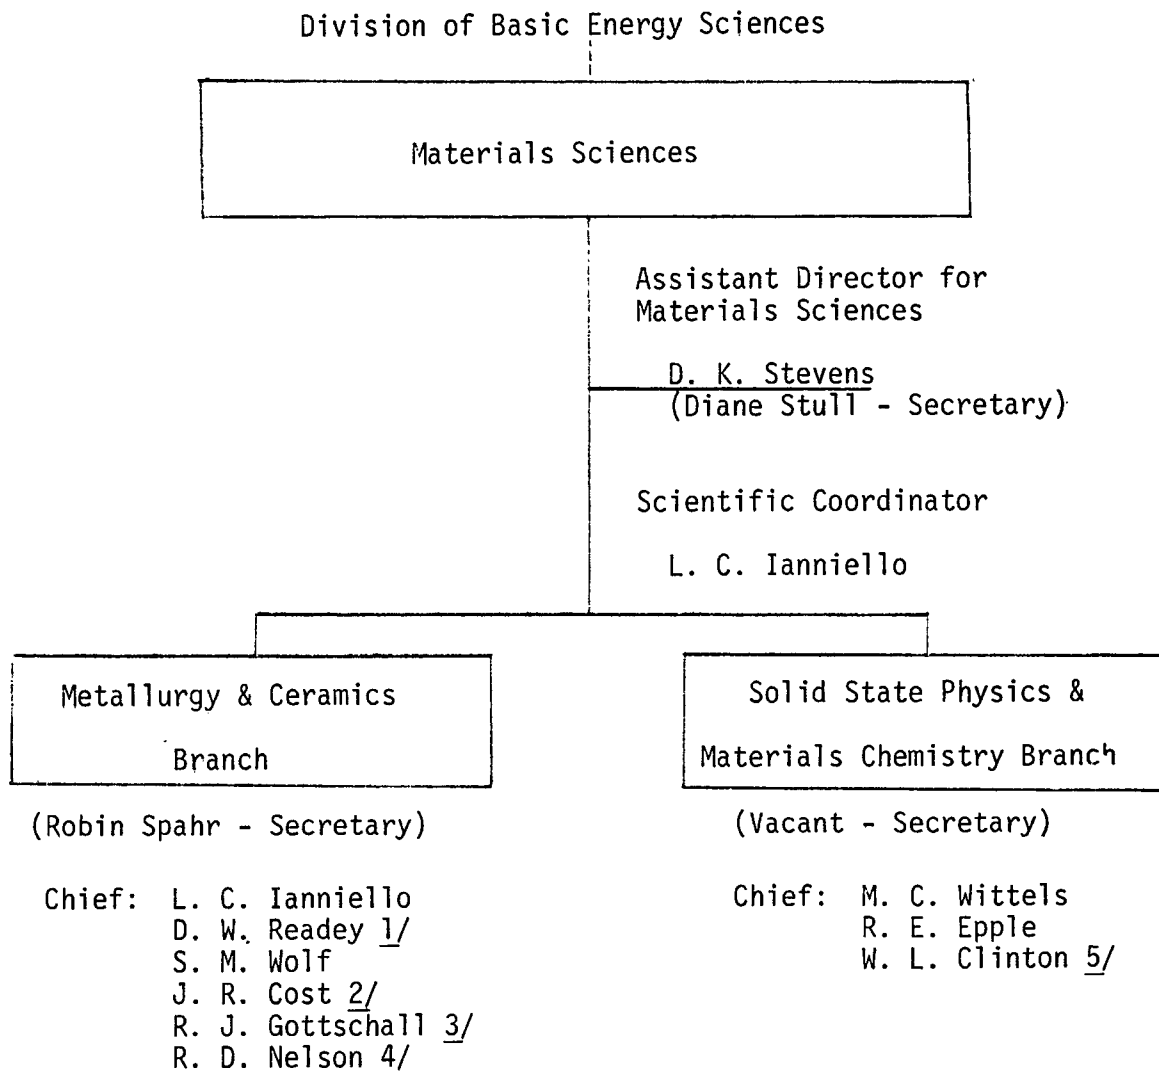 Division of Basic Energy Sciences
Materials Sciences
Assistant Director for
Materials Sciences
D. K. Stevens
(Diane Stull - Secretary)
Scientific Coordinator
L. C. Ianniello
Metallurgy & Ceramics
Branch
(Robin Spahr - Secretary)
Chief: L. C. Ianniello
D. W. Readey 1/
S. M. Wolf
J. R. Cost 2/
R. J. Gottschall 3/
R. D. Nelson 4/
Solid State Physics &
Materials Chemistry Branch
(Vacant - Secretary)
Chief: M. C. Wittels
R. E. Epple
W. L. Clinton 5/